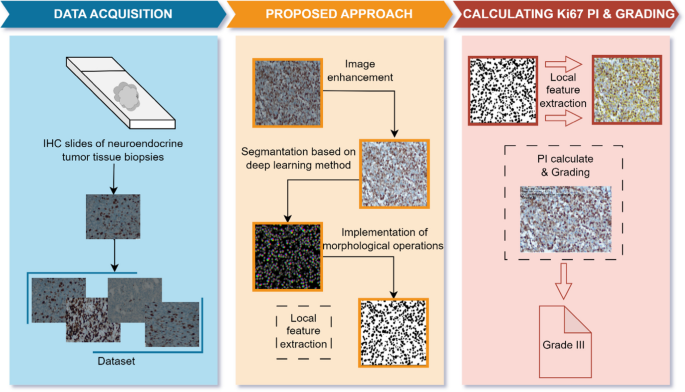 DATA ACQUISITION
PROPOSED APPROACH
CALCULATING Ki67 PI & GRADING
IHC slides of neuroendocrine
tumor tissue biopsies
Dataset
Image
enhancement
Segmantation based on
deep learning method
Implementation of
morphological operations
Local
feature
extraction
Local
feature
extraction
PI calculate
& Grading
Grade III